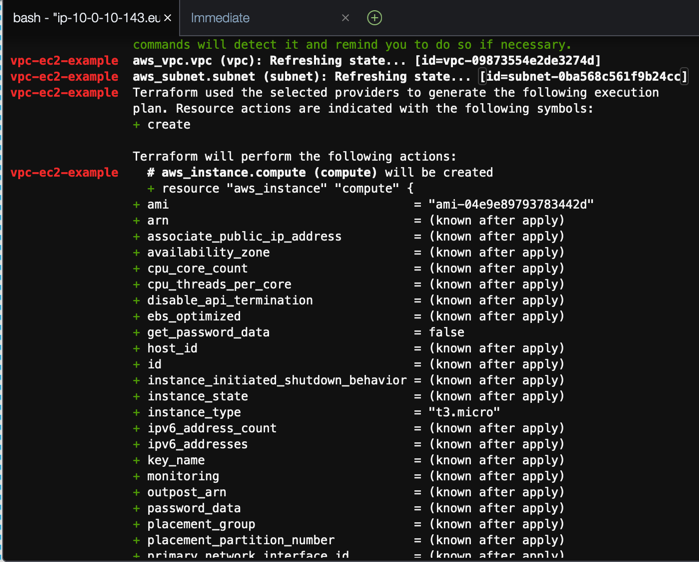 bash - "ip-10-0-10-143.eu × Immediate × +
commands will detect it and remind you to do so if necessary.
vpc-ec2-example aws_vpc.vpc (vpc): Refreshing state... [id=vpc-09873554e2de3274d]
vpc-ec2-example aws_subnet.subnet (subnet): Refreshing state... [id=subnet-0ba568c561f9b24cc]
vpc-ec2-example Terraform used the selected providers to generate the following execution
plan. Resource actions are indicated with the following symbols:
+ create
Terraform will perform the following actions:
vpc-ec2-example # aws_instance.compute (compute) will be created
+ resource "aws_instance" "compute" {
+ ami = "ami-04e9e89793783442d"
+ arn = (known after apply)
+ associate_public_ip_address = (known after apply)
+ availability_zone = (known after apply)
+ cpu_core_count = (known after apply)
+ cpu_threads_per_core = (known after apply)
+ disable_api_termination = (known after apply)
+ ebs_optimized = (known after apply)
+ get_password_data = false
+ host_id = (known after apply)
+ id = (known after apply)
+ instance_initiated_shutdown_behavior = (known after apply)
+ instance_state = (known after apply)
+ instance_type = "t3.micro"
+ ipv6_address_count = (known after apply)
+ ipv6_addresses = (known after apply)
+ key_name = (known after apply)
+ monitoring = (known after apply)
+ outpost_arn = (known after apply)
+ password_data = (known after apply)
+ placement_group = (known after apply)
+ placement_partition_number = (known after apply)
+ primary_network_interface_id = (known after apply)